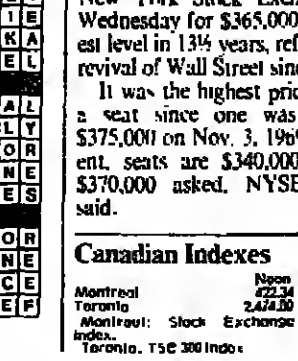 I E
K A
E L
A L
L Y
O R
N E
E S
O R
N E
C E
E F
New York Stock Exc
Wednesday for $365,000
est level in 13½ years, ref
revival of Wall Street sinc
It was the highest pric
a seat since one was
$375,000 on Nov. 3, 196
ent, seats are $340,000
$370,000 asked, NYSE
said.
Canadian Indexes
Noon
Montreal 422.34
Toronto 2,474.00
Montreal: Stock Exchange
Index.
Toronto, TSE 300 Index